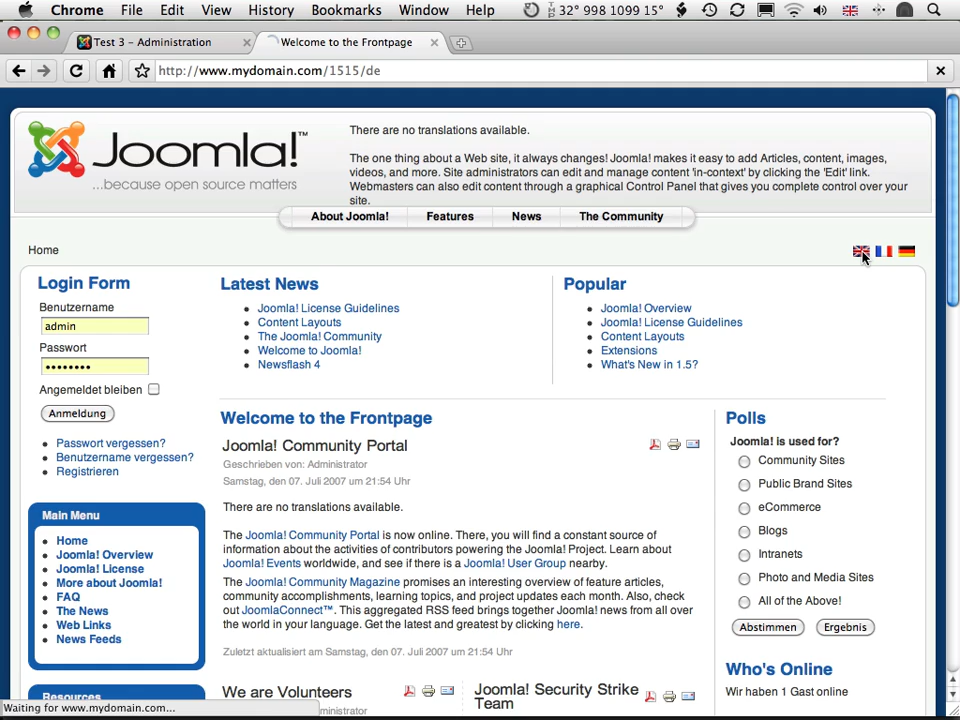 Chrome File Edit View History Bookmarks Window Help 32° 998 1099 15°
Test 3 – Administration
Welcome to the Frontpage
http://www.mydomain.com/1515/de
Joomla!™
...because open source matters
There are no translations available.
The one thing about a Web site, it always changes! Joomla! makes it easy to add Articles, content, images,
videos, and more. Site administrators can edit and manage content 'in-context' by clicking the 'Edit' link.
Webmasters can also edit content through a graphical Control Panel that gives you complete control over your
site.
About Joomla! Features News The Community
Home
Login Form
Benutzername
admin
Passwort
••••••••
Angemeldet bleiben
Anmeldung
Passwort vergessen?
Benutzername vergessen?
Registrieren
Main Menu
Home
Joomla! Overview
Joomla! License
More about Joomla!
FAQ
The News
Web Links
News Feeds
Resources
Latest News
Joomla! License Guidelines
Content Layouts
The Joomla! Community
Welcome to Joomla!
Newsflash 4
Popular
Joomla! Overview
Joomla! License Guidelines
Content Layouts
Extensions
What's New in 1.5?
Welcome to the Frontpage
Joomla! Community Portal
Geschrieben von: Administrator
Samstag, den 07. Juli 2007 um 21:54 Uhr
There are no translations available.
The Joomla! Community Portal is now online. There, you will find a constant source of
information about the activities of contributors powering the Joomla! Project. Learn about
Joomla! Events worldwide, and see if there is a Joomla! User Group nearby.
The Joomla! Community Magazine promises an interesting overview of feature articles,
community accomplishments, learning topics, and project updates each month. Also, check
out JoomlaConnect™. This aggregated RSS feed brings together Joomla! news from all over
the world in your language. Get the latest and greatest by clicking here.
Zuletzt aktualisiert am Samstag, den 07. Juli 2007 um 21:54 Uhr
We are Volunteers
ministrator
Joomla! Security Strike
Team
Polls
Joomla! is used for?
Community Sites
Public Brand Sites
eCommerce
Blogs
Intranets
Photo and Media Sites
All of the Above!
Abstimmen Ergebnis
Who's Online
Wir haben 1 Gast online
Waiting for www.mydomain.com...